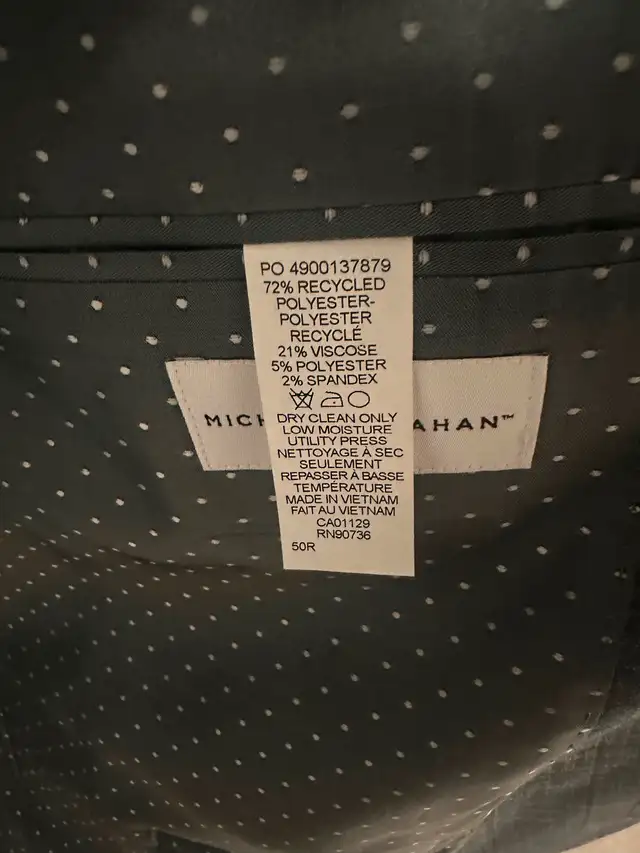 PO 4900137879
72% RECYCLED
POLYESTER-
POLYESTER
RECYCLÉ
21% VISCOSE
5% POLYESTER
2% SPANDEX
DRY CLEAN ONLY
LOW MOISTURE
UTILITY PRESS
NETTOYAGE À SEC
SEULEMENT
REPASSER À BASSE
TEMPÉRATURE
MADE IN VIETNAM
FAIT AU VIETNAM
CA01129
RN90736
50R
MICH AHAN™